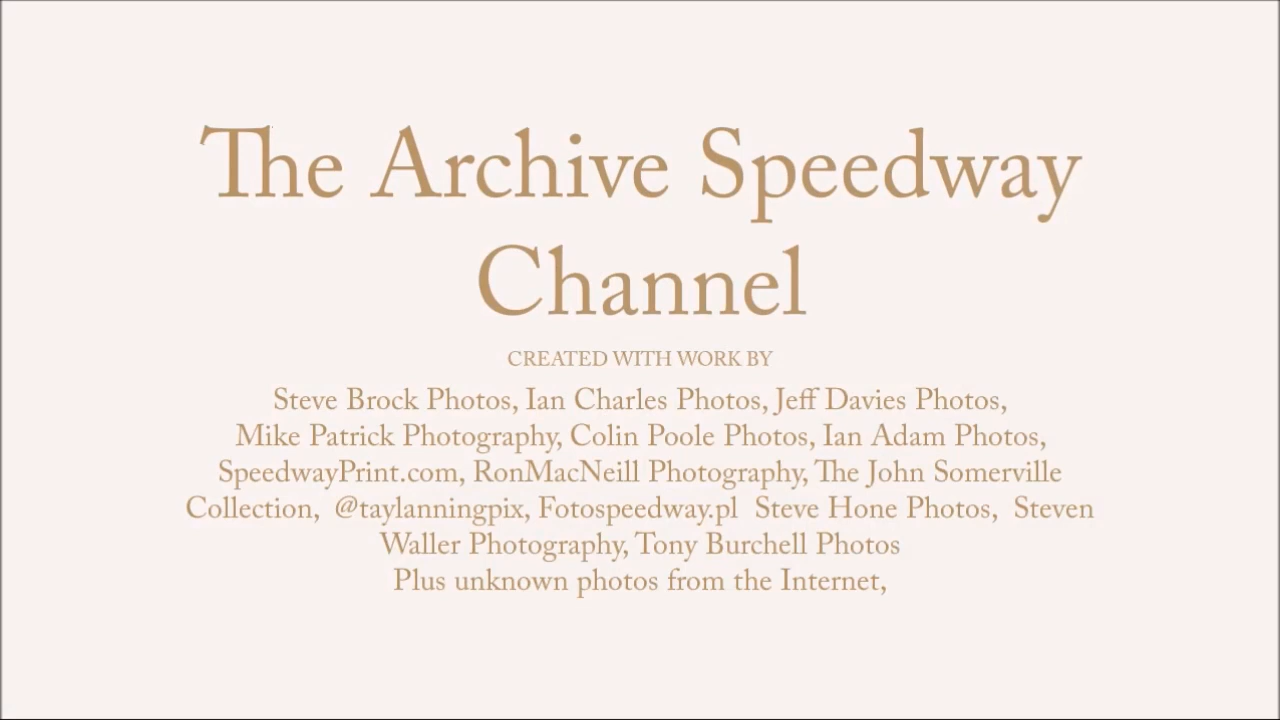 The Archive Speedway
Channel
CREATED WITH WORK BY
Steve Brock Photos, Ian Charles Photos, Jeff Davies Photos,
Mike Patrick Photography, Colin Poole Photos, Ian Adam Photos,
SpeedwayPrint.com, RonMacNeill Photography, The John Somerville
Collection,  @taylanningpix, Fotospeedway.pl  Steve Hone Photos,  Steven
Waller Photography, Tony Burchell Photos
Plus unknown photos from the Internet,